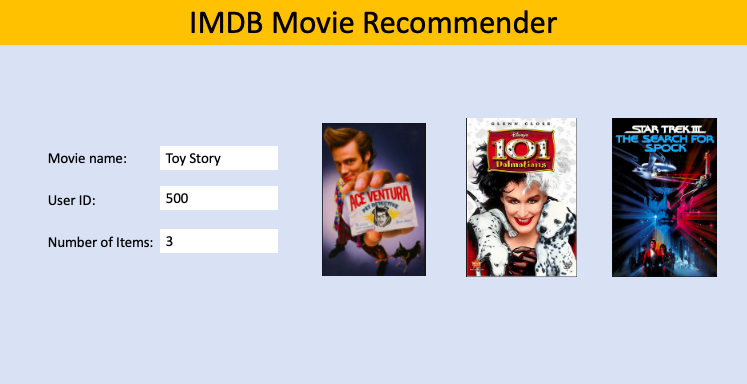 IMDB Movie Recommender
Movie name:
Toy Story
User ID:
500
Number of Items:
3
ACE VENTURA
PET DETECTIVE
GLENN CLOSE
Disney's
101
Dalmatians
STAR TREK III
THE SEARCH FOR
SPOCK